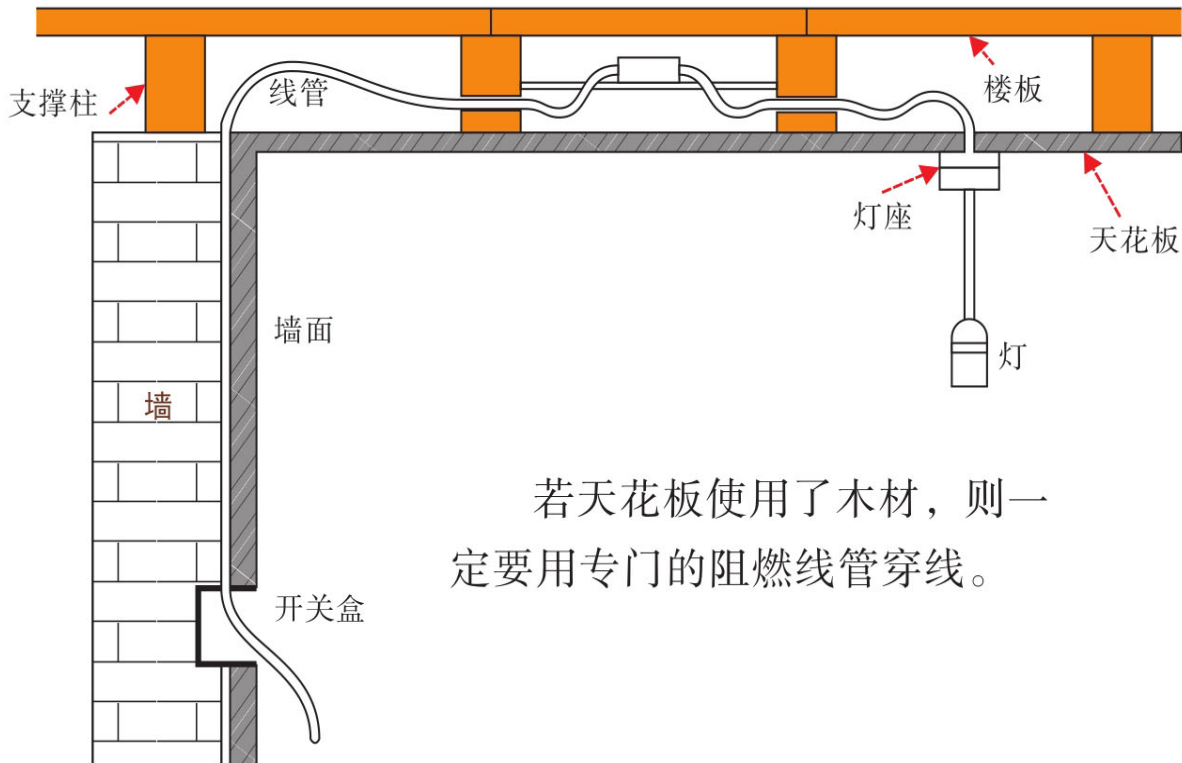 支撑柱
线管
楼板
灯座
天花板
墙面
灯
墙
若天花板使用了木材，则一
定要用专门的阻燃线管穿线。
开关盒